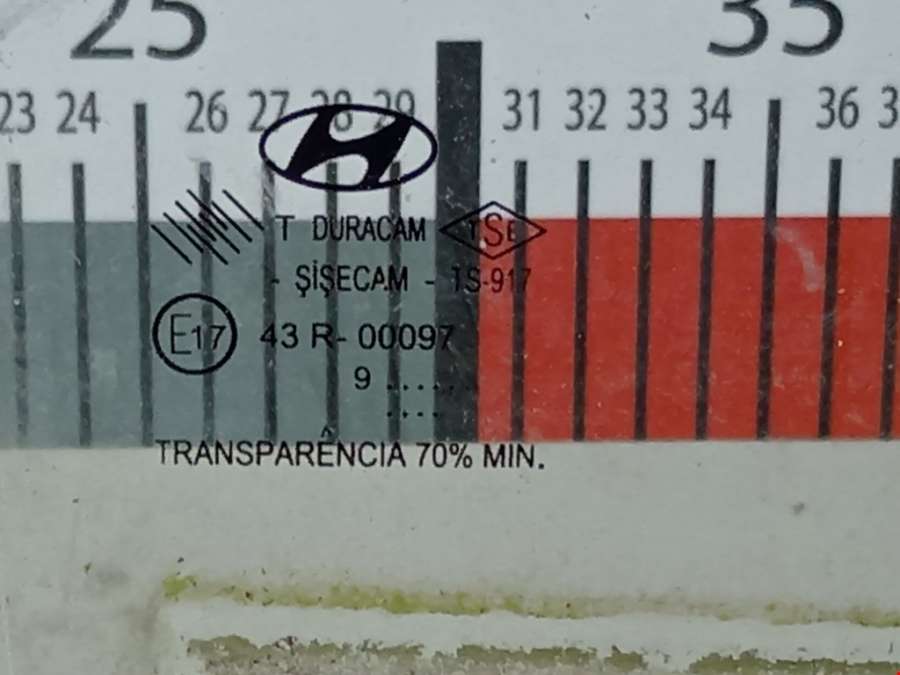 25 35
23 24 26 27 28 29 31 32 33 34 36
T DURACAM TSE
- ŞİŞECAM - TS-917
E17 43 R- 00097
9 ......
....
TRANSPARÊNCIA 70% MIN.